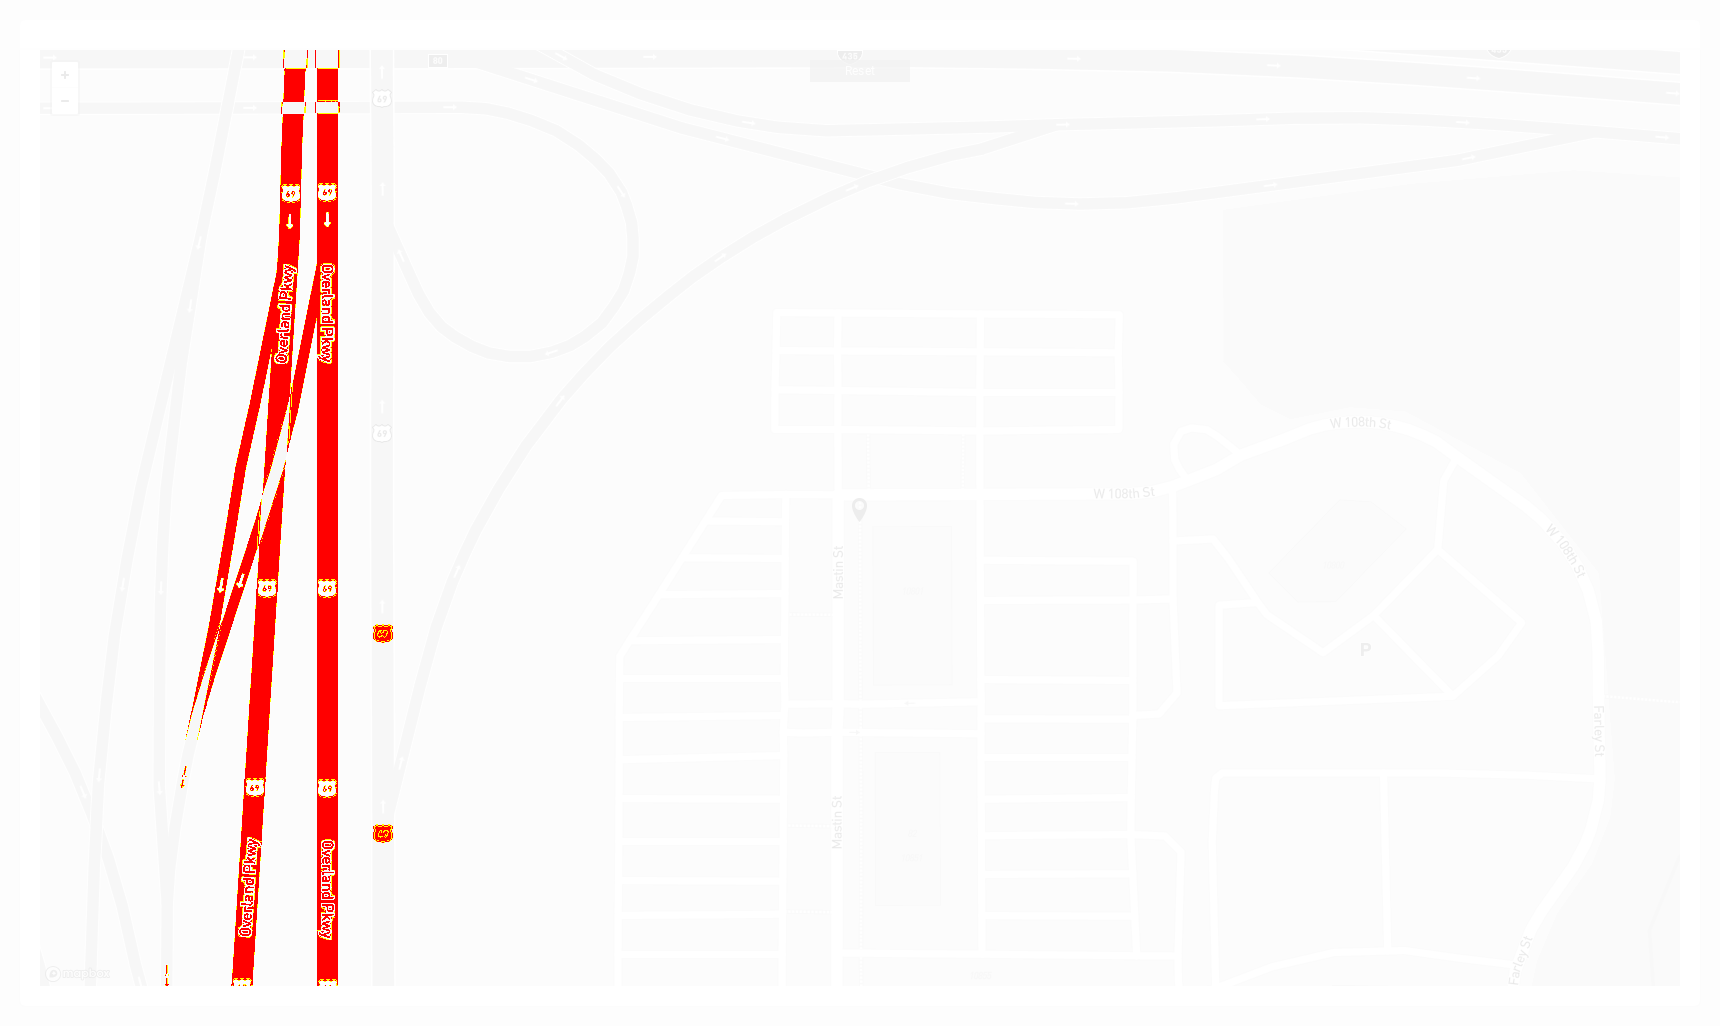 +
Reset
−
69
69
69
Overland Pkwy
Overland Pkwy
W 108th St
69
W 108th St
W 108th St
Mastin St
69
69
P
Farley St
69
69
Mastin St
Overland Pkwy
Overland Pkwy
Farley St
mapbox